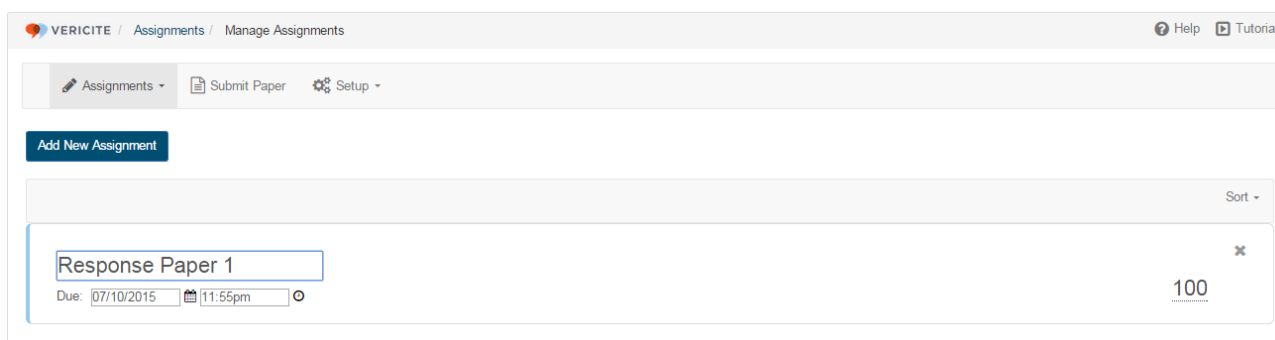 VERICITE / Assignments / Manage Assignments Help Tutoria
Assignments Submit Paper Setup
Add New Assignment
Sort
Response Paper 1
Due: 07/10/2015 11:55pm
100